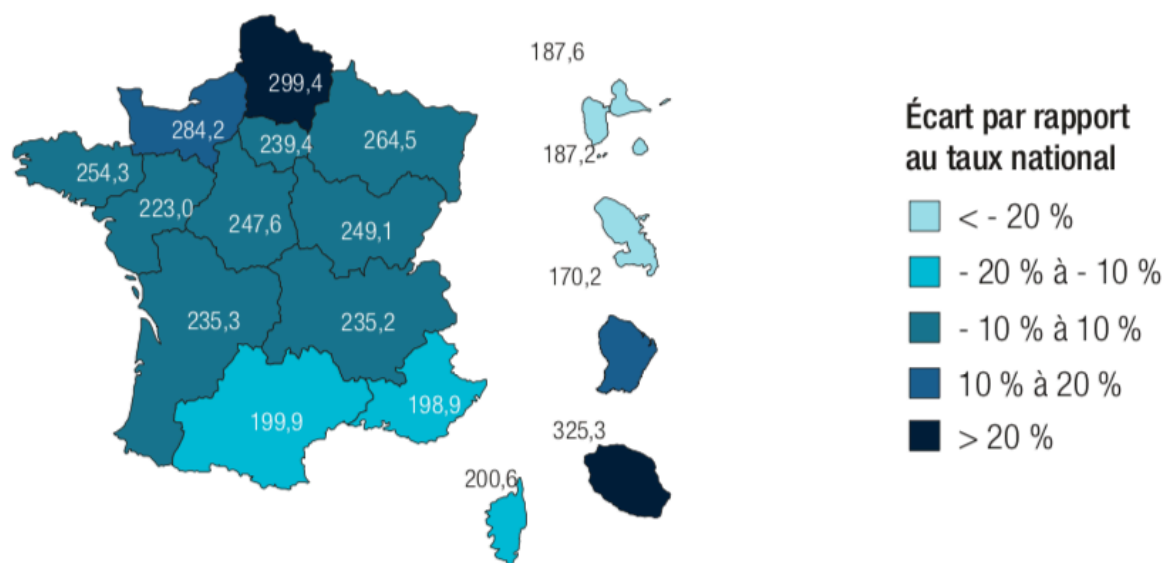 187,6
299,4
284,2
239,4
264,5
187,2
254,3
223,0
247,6
249,1
170,2
235,3
235,2
199,9
198,9
325,3
200,6
Écart par rapport
au taux national
< - 20 %
- 20 % à - 10 %
- 10 % à 10 %
10 % à 20 %
> 20 %